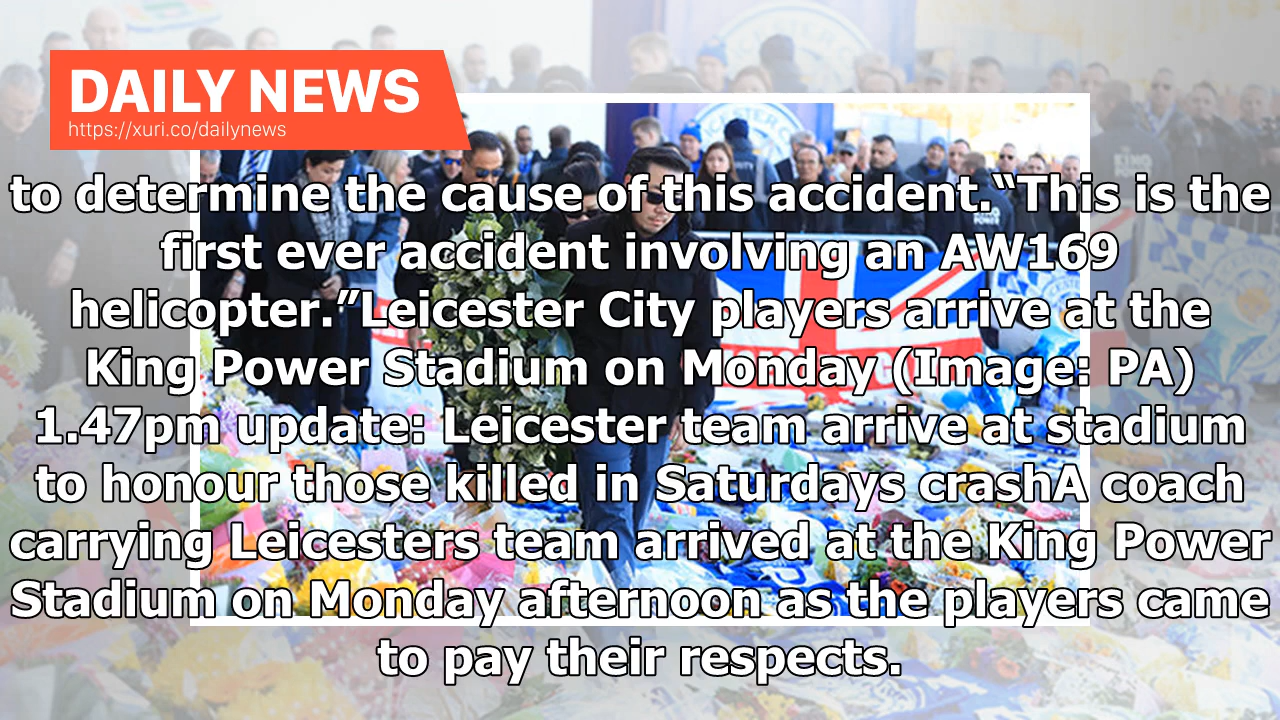 DAILY NEWS
https://xuri.co/dailynews
to determine the cause of this accident.“This is the
first ever accident involving an AW169
helicopter.”Leicester City players arrive at the
King Power Stadium on Monday (Image: PA)
1.47pm update: Leicester team arrive at stadium
to honour those killed in Saturdays crashA coach
carrying Leicesters team arrived at the King Power
Stadium on Monday afternoon as the players came
to pay their respects.